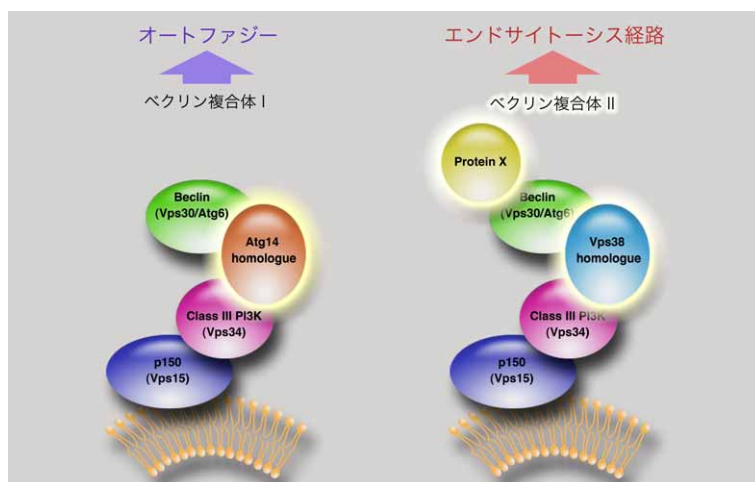 オートファジー
ベクリン複合体 I
Beclin
(Vps30/Atg6)
Atg14
homologue
Class III PI3K
(Vps34)
p150
(Vps15)
エンドサイトーシス経路
ベクリン複合体 II
Protein X
Beclin
(Vps30/Atg6)
Vps38
homologue
Class III PI3K
(Vps34)
p150
(Vps15)